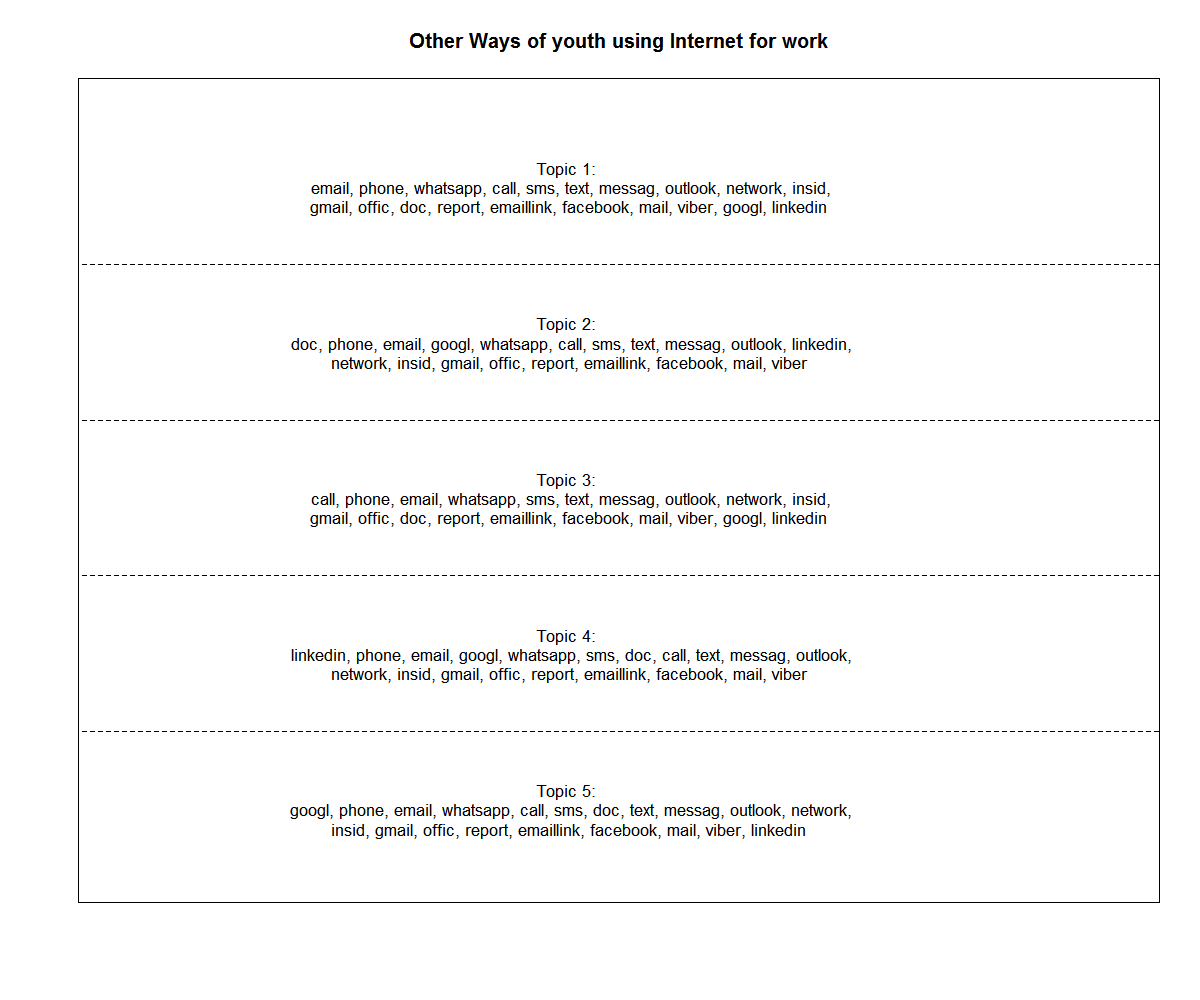 Other Ways of youth using Internet for work
Topic 1:
email, phone, whatsapp, call, sms, text, messag, outlook, network, insid,
gmail, offic, doc, report, emaillink, facebook, mail, viber, googl, linkedin
Topic 2:
doc, phone, email, googl, whatsapp, call, sms, text, messag, outlook, linkedin,
network, insid, gmail, offic, report, emaillink, facebook, mail, viber
Topic 3:
call, phone, email, whatsapp, sms, text, messag, outlook, network, insid,
gmail, offic, doc, report, emaillink, facebook, mail, viber, googl, linkedin
Topic 4:
linkedin, phone, email, googl, whatsapp, sms, doc, call, text, messag, outlook,
network, insid, gmail, offic, report, emaillink, facebook, mail, viber
Topic 5:
googl, phone, email, whatsapp, call, sms, doc, text, messag, outlook, network,
insid, gmail, offic, report, emaillink, facebook, mail, viber, linkedin